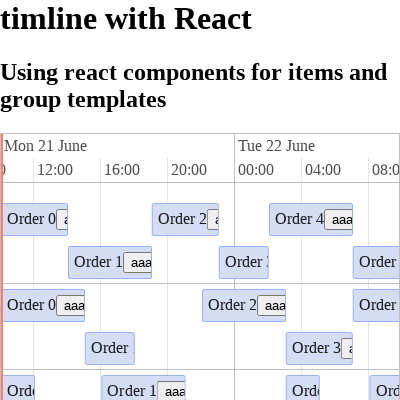 timline with React
Using react components for items and
group templates
Mon 21 June Tue 22 June
12:00 16:00 20:00 00:00 04:00
Order 0 Order 2 Order 4 aaa
Order 1 aaa Order Order
Order 0 aaa Order 2 aaa Order
Order Order 3
Order 1 aaa